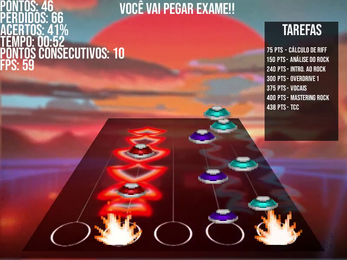 PONTOS: 46
PERDIDOS: 66
ACERTOS: 41%
TEMPO: 00:52
PONTOS CONSECUTIVOS: 10
FPS: 59
VOCÊ VAI PEGAR EXAME!!
TAREFAS
75 PTS - CÁLCULO DE RIFF
150 PTS - ANÁLISE DO ROCK
240 PTS - INTRO. AO ROCK
300 PTS - OVERDRIVE 1
375 PTS - VOCAIS
400 PTS - MASTERING ROCK
438 PTS - TCC